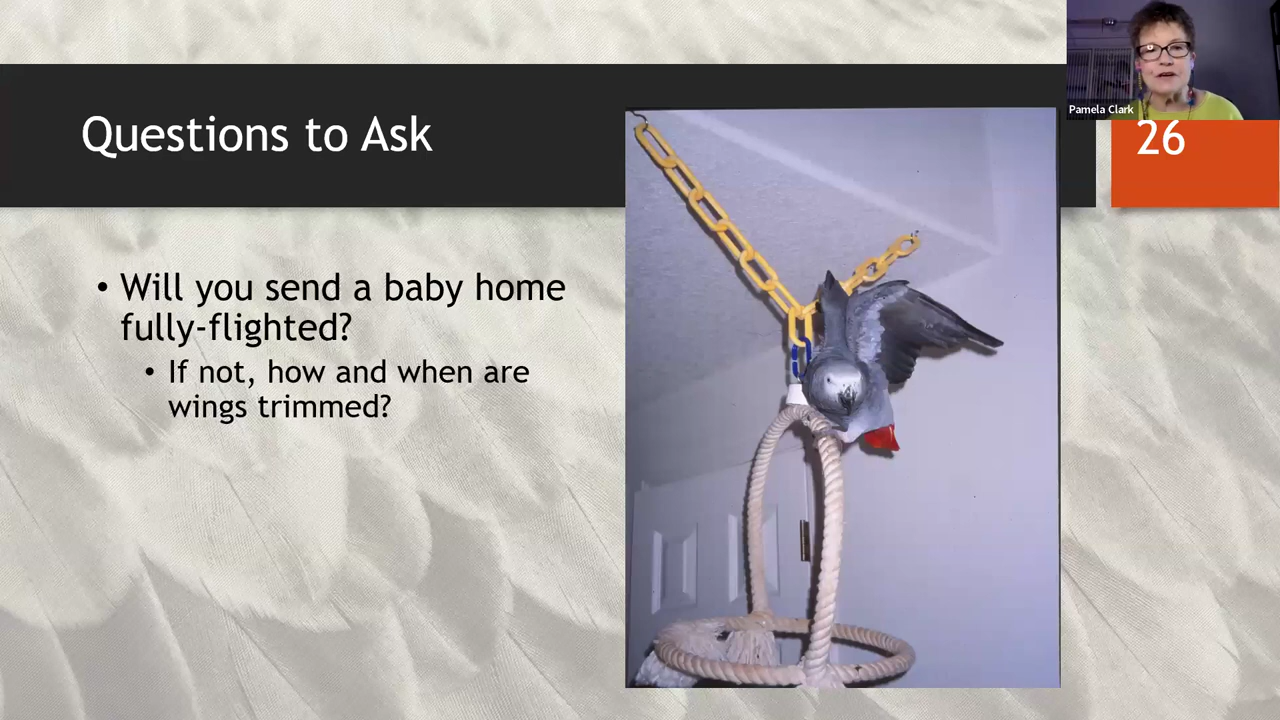 Pamela Clark
Questions to Ask
26
• Will you send a baby home
fully-flighted?
• If not, how and when are
wings trimmed?